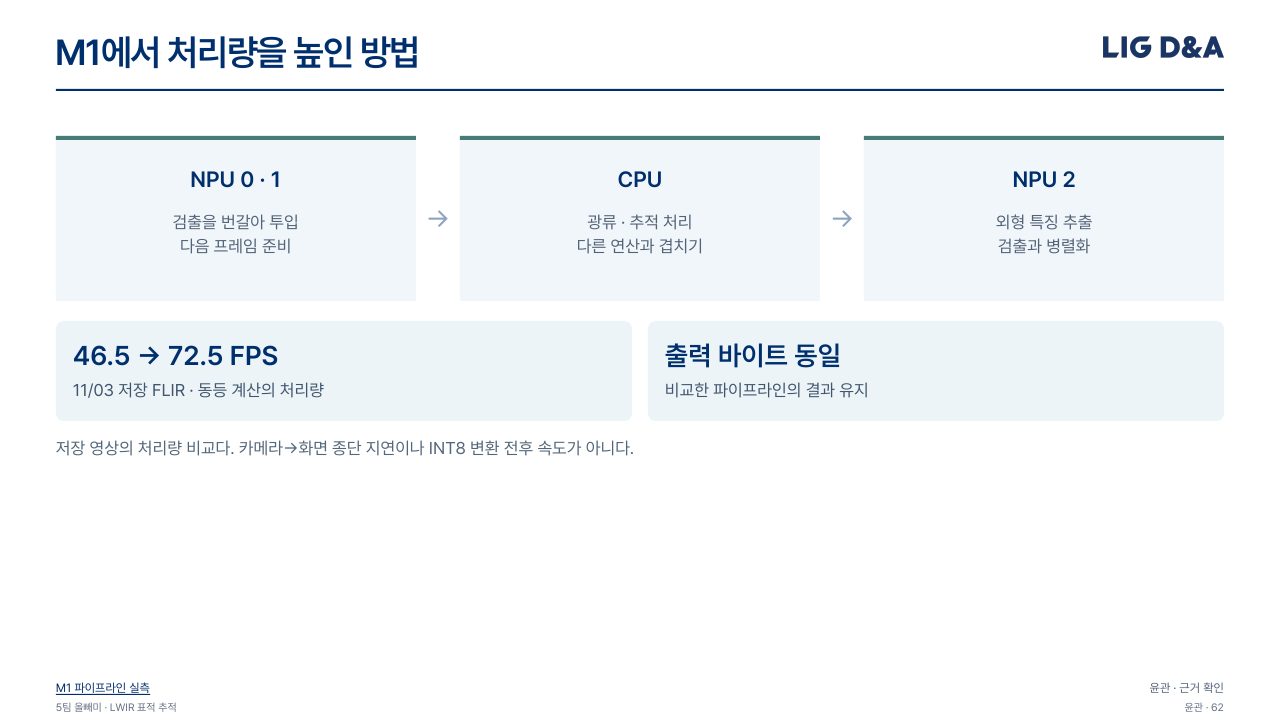 M1에서 처리량을 높인 방법
LIG D&A
NPU 0 · 1
검출을 번갈아 투입
다음 프레임 준비
→
CPU
광류 · 추적 처리
다른 연산과 겹치기
→
NPU 2
외형 특징 추출
검출과 병렬화
46.5 → 72.5 FPS
11/03 저장 FLIR · 동등 계산의 처리량
출력 바이트 동일
비교한 파이프라인의 결과 유지
저장 영상의 처리량 비교다. 카메라→화면 종단 지연이나 INT8 변환 전후 속도가 아니다.
M1 파이프라인 실측
5팀 올빼미 · LWIR 표적 추적
윤관 · 근거 확인
윤관 · 62